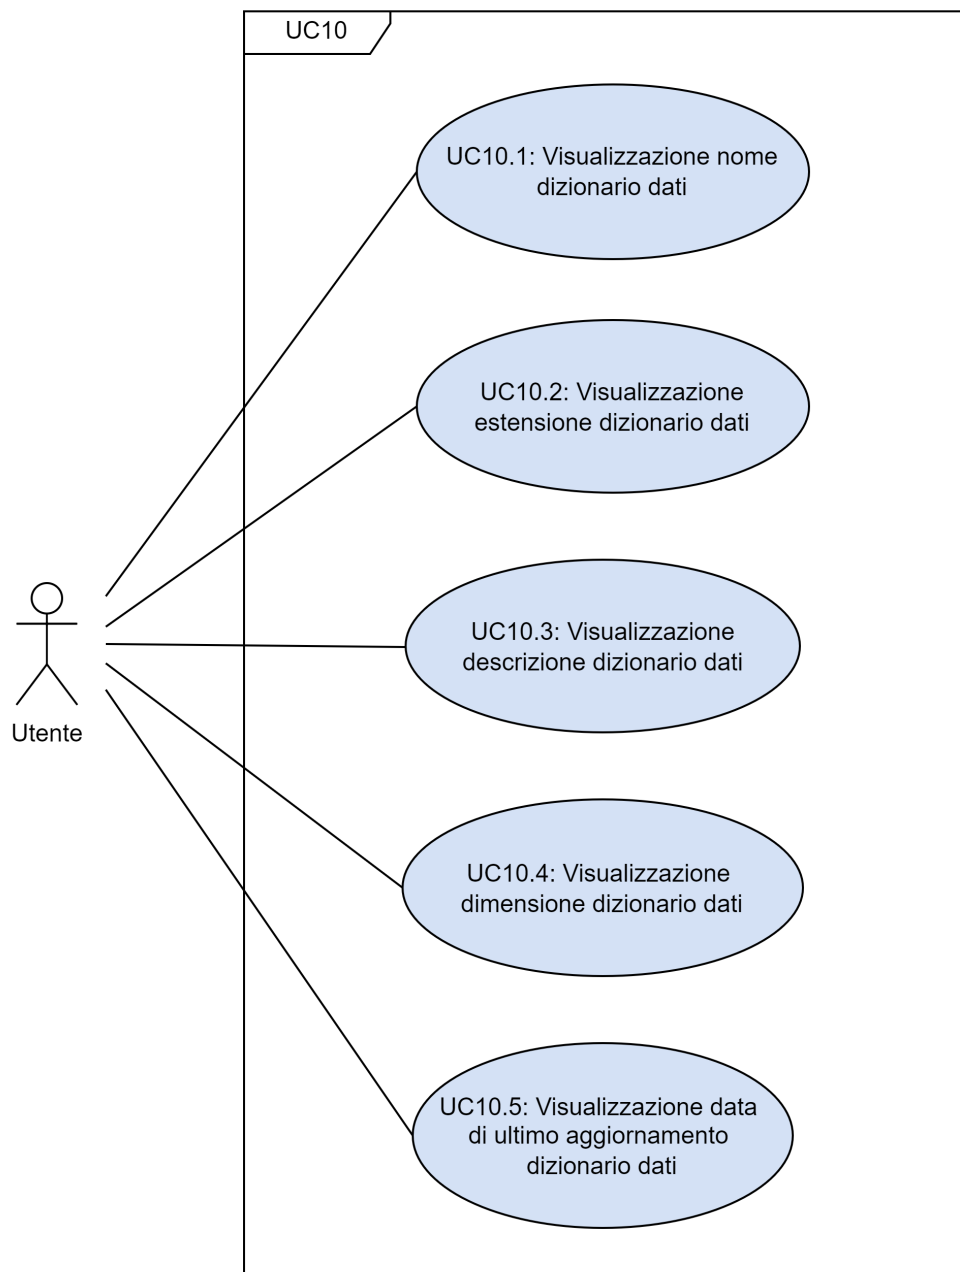 UC10
UC10.1: Visualizzazione nome
dizionario dati
UC10.2: Visualizzazione
estensione dizionario dati
UC10.3: Visualizzazione
descrizione dizionario dati
Utente
UC10.4: Visualizzazione
dimensione dizionario dati
UC10.5: Visualizzazione data
di ultimo aggiornamento
dizionario dati